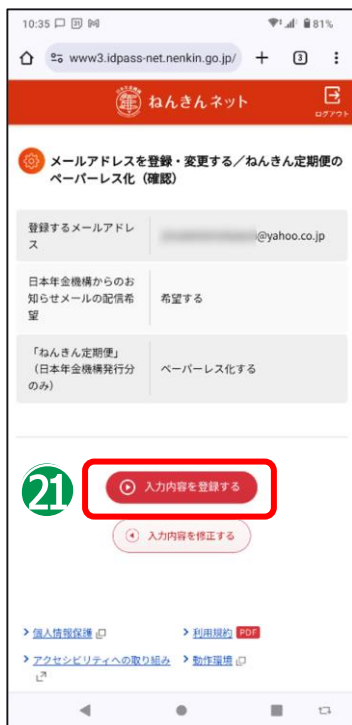 10:35
81%
www3.idpass-net.nenkin.go.jp/
3
ねんきんネット
ログアウト
メールアドレスを登録・変更する／ねんきん定期便の
ペーパーレス化（確認）
登録するメールアドレ
ス
@yahoo.co.jp
日本年金機構からのお
知らせメールの配信希
望
希望する
「ねんきん定期便」
（日本年金機構発行分
のみ）
ペーパーレス化する
21
入力内容を登録する
入力内容を修正する
個人情報保護
利用規約 PDF
アクセシビリティへの取り組み
動作環境